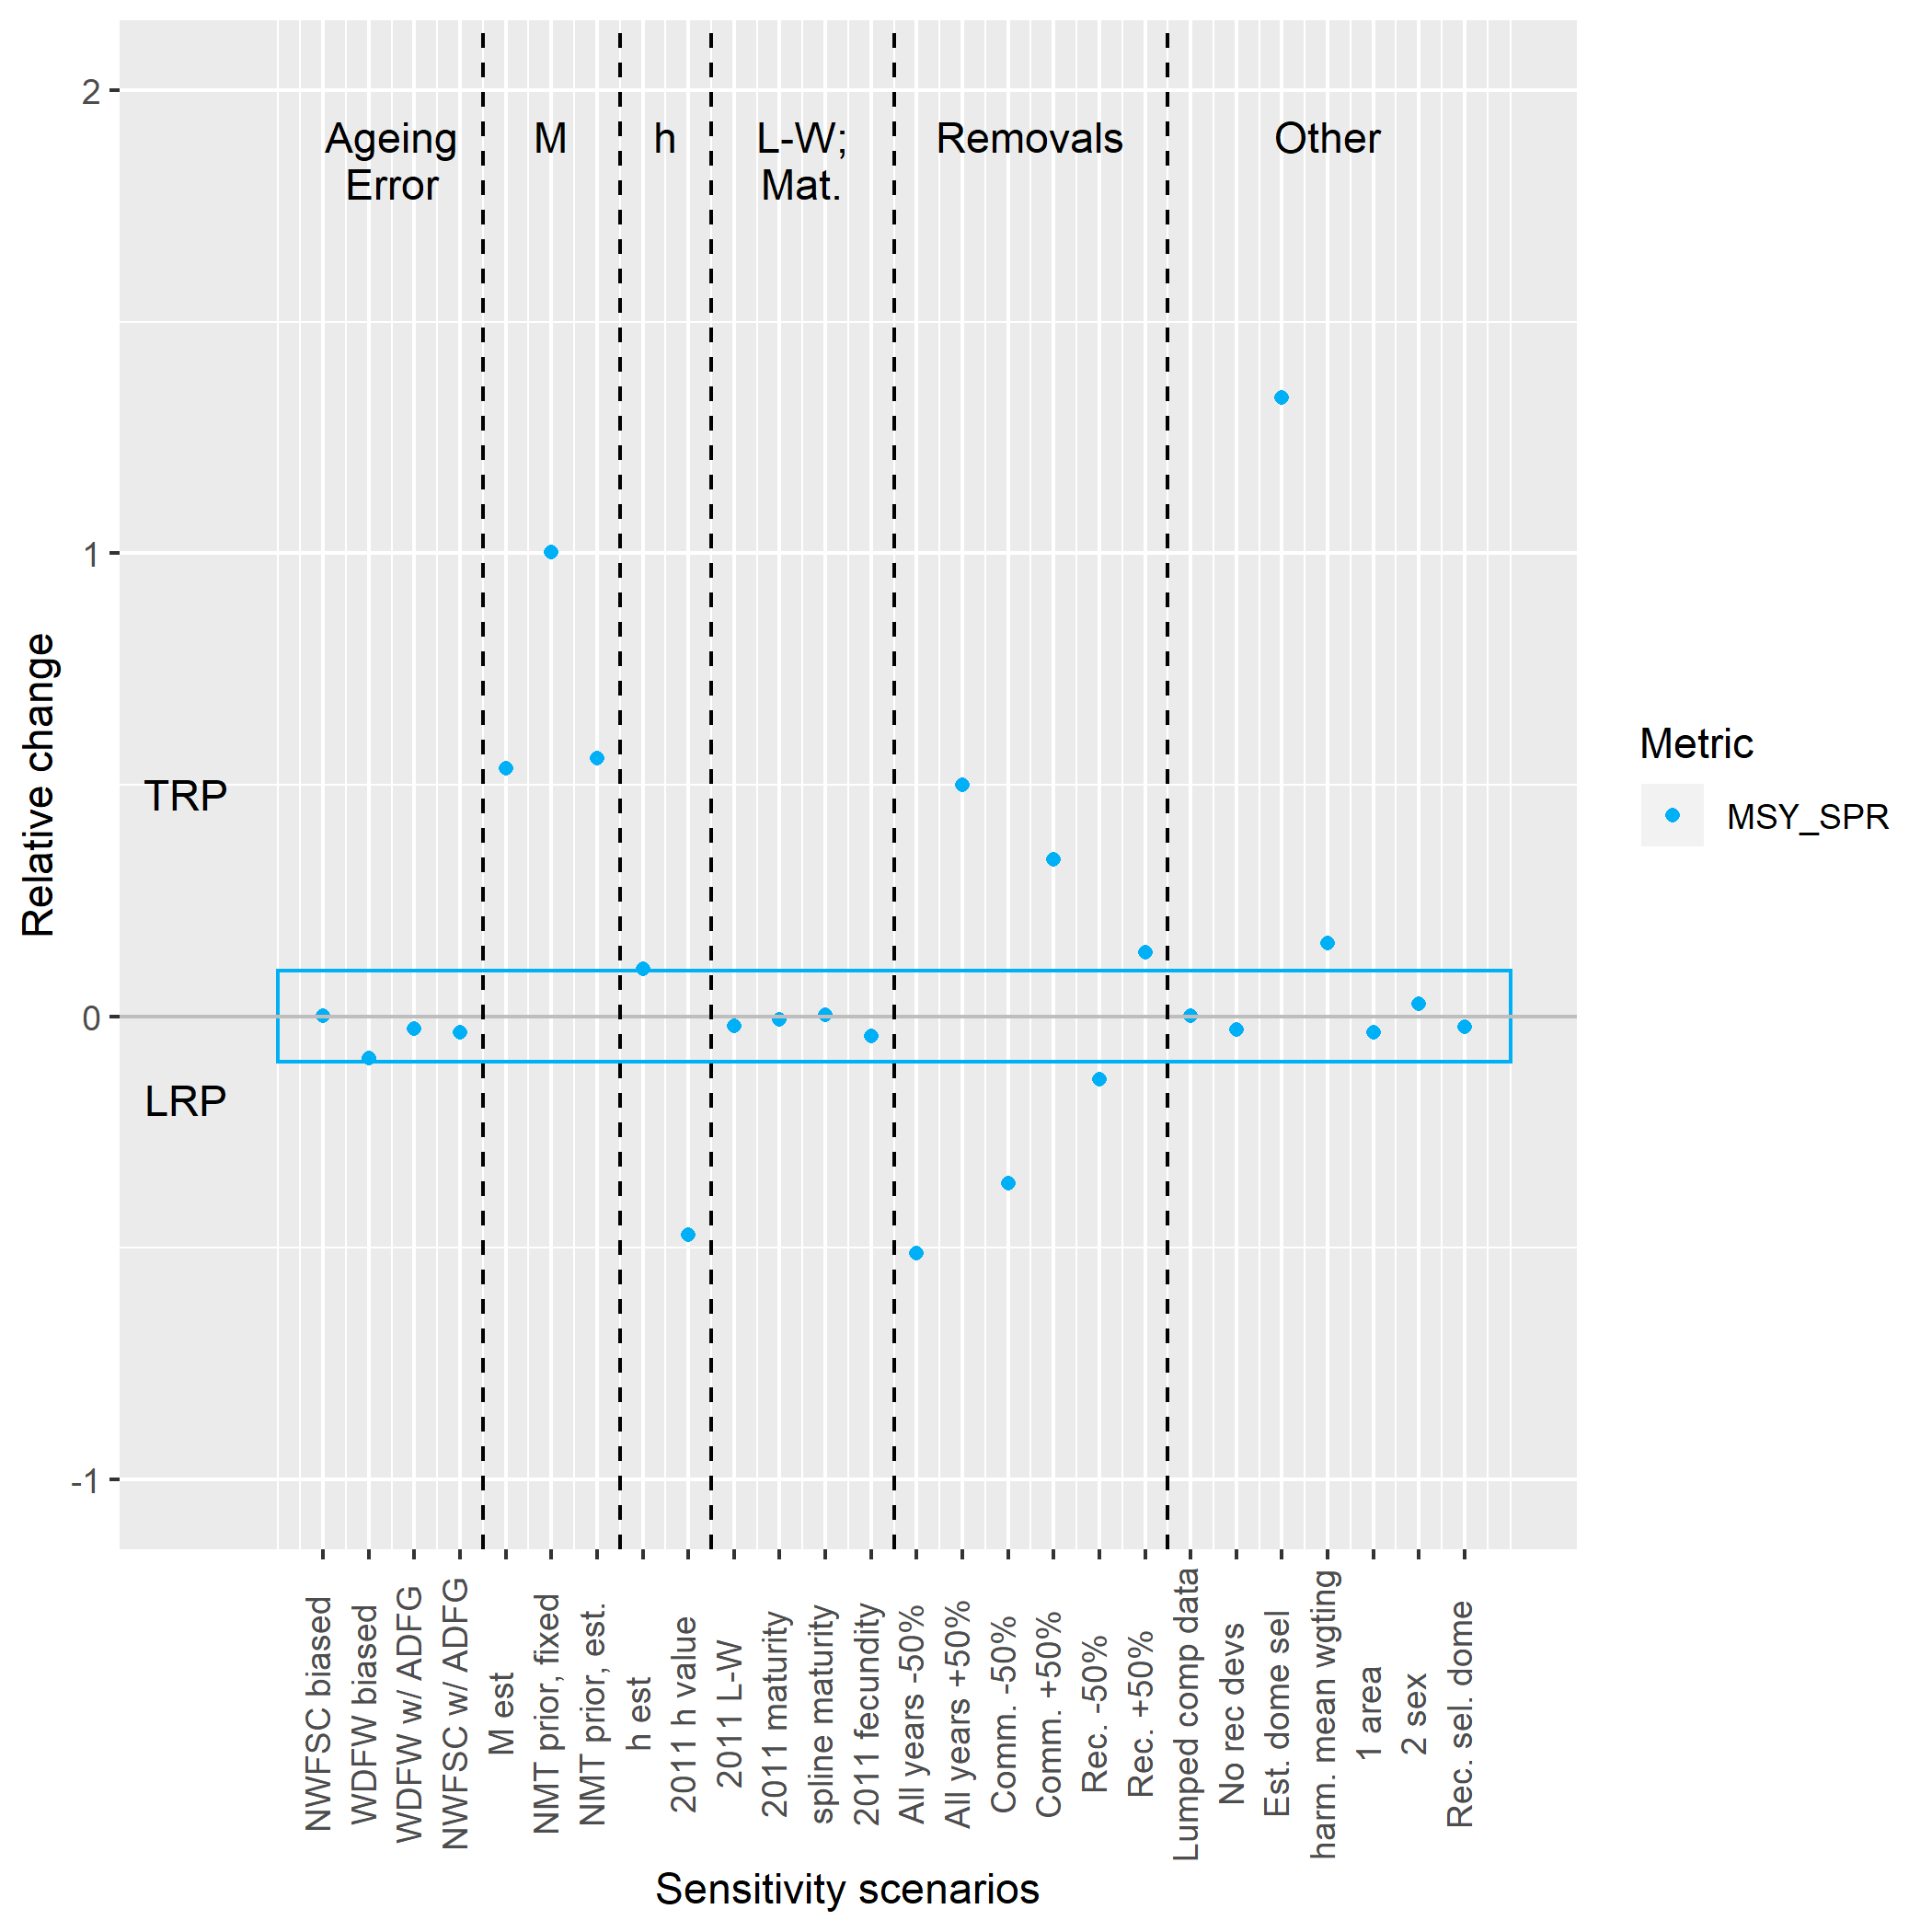 2
1
0
-1
Relative change
Ageing
Error
M
h
L-W;
Mat.
Removals
Other
TRP
LRP
NWFSC biased
WDFW biased
WDFW w/ ADFG
NWFSC w/ ADFG
M est
NMT prior, fixed
NMT prior, est.
h est
2011 h value
2011 L-W
2011 maturity
spline maturity
2011 fecundity
All years -50%
All years +50%
Comm. -50%
Comm. +50%
Rec. -50%
Rec. +50%
Lumped comp data
No rec devs
Est. dome sel
harm. mean wgting
1 area
2 sex
Rec. sel. dome
Sensitivity scenarios
Metric
MSY_SPR